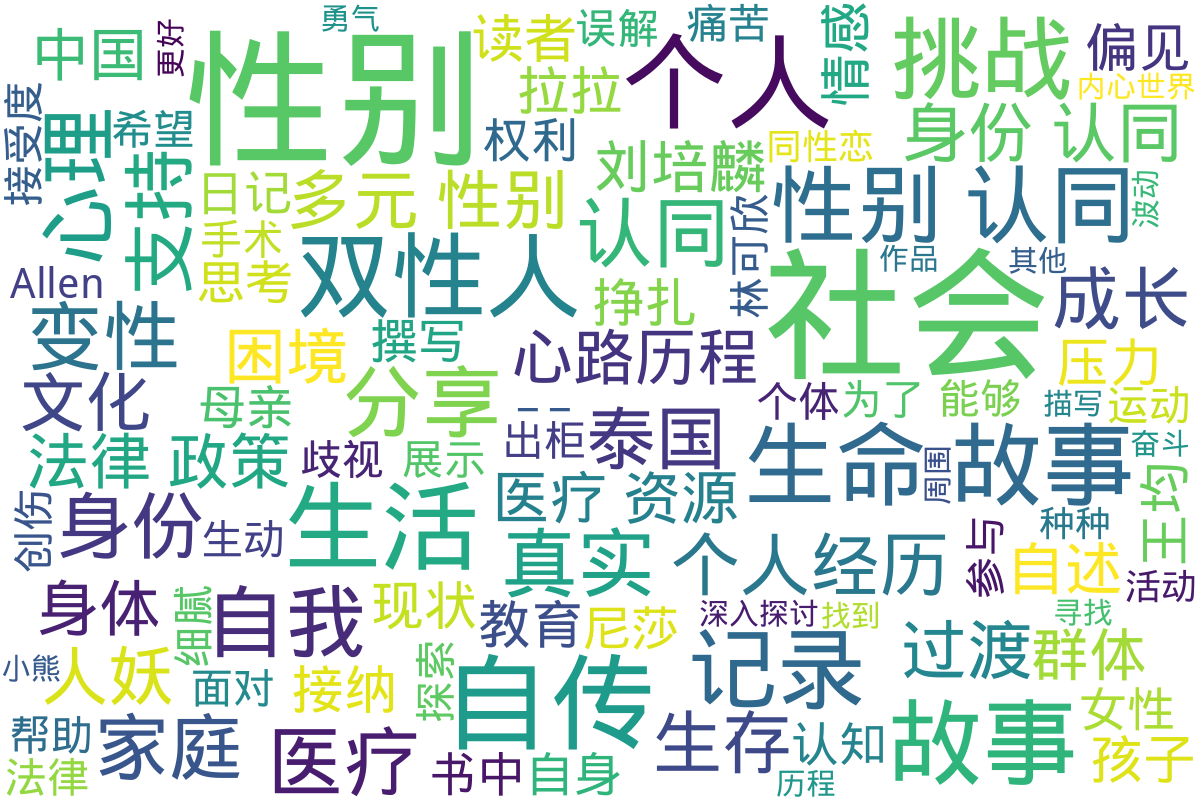 勇气
中国
更好
性别
读者
误解
痛苦
个人
情感
挑战
偏见
内心世界
接受度
心理
希望
支持
拉拉
权利
刘培麟
同性恋
身份 认同
日记
多元 性别
手术
思考
双性人
认同
林可欣
性别 认同
波动
作品
其他
Allen
变性
困境
撰写
挣扎
心路历程
社会
成长
压力
文化
母亲
分享
个体
为了
能够
描写
运动
法律 政策
歧视
展示
出柜
泰国
生命
周围
故事
奋斗
创伤
身份
生动
生活
医疗 资源
真实
个人经历
参与
种种
自述
王均
活动
身体
细腻
自我
现状
教育
尼莎
深入探讨
找到
寻找
小熊
人妖
面对
接纳
探索
自传
记录
过渡
群体
帮助
法律
家庭
医疗
书中
自身
生存
认知
历程
故事
女性
孩子